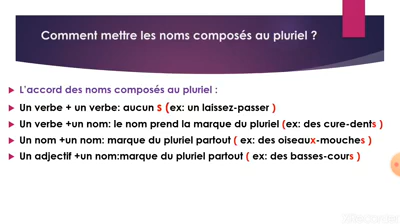 Comment mettre les noms composés au pluriel ?
L'accord des noms composés au pluriel :
Un verbe + un verbe: aucun s (ex: un laissez-passer )
Un verbe +un nom: le nom prend la marque du pluriel (ex: des cure-dents)
Un nom +un nom: marque du pluriel partout ( ex: des oiseaux-mouches)
Un adjectif +un nom:marque du pluriel partout ( ex: des basses-cours)